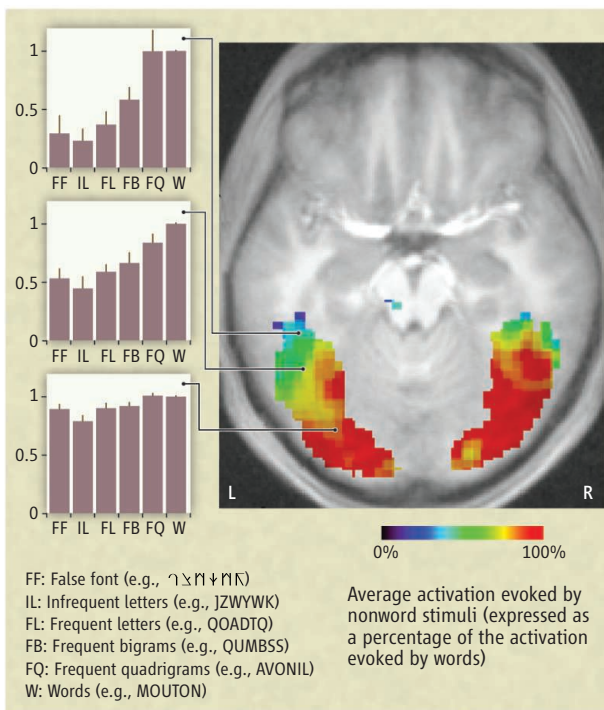 1
0.5
0
FF IL FL FB FQ W
1
0.5
0
FF IL FL FB FQ W
1
0.5
0
FF IL FL FB FQ W
L
R
0%
100%
FF: False font (e.g., )
IL: Infrequent letters (e.g., JZWYWK)
FL: Frequent letters (e.g., QOADTQ)
FB: Frequent bigrams (e.g., QUMBSS)
FQ: Frequent quadrigrams (e.g., AVONIL)
W: Words (e.g., MOUTON)
Average activation evoked by
nonword stimuli (expressed as
a percentage of the activation
evoked by words)